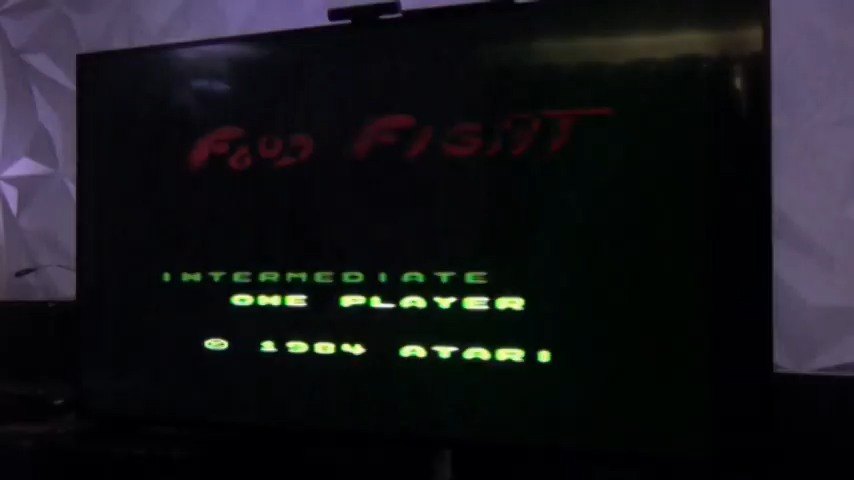 FOOD FIGHT
INTERMEDIATE
ONE PLAYER
© 1984 ATARI